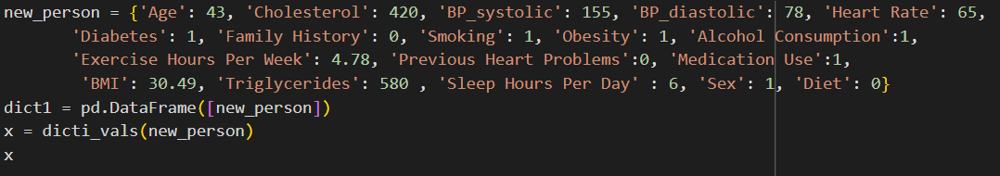 new_person = {'Age': 43, 'Cholesterol': 420, 'BP_systolic': 155, 'BP_diastolic': 78, 'Heart Rate': 65,
'Diabetes': 1, 'Family History': 0, 'Smoking': 1, 'Obesity': 1, 'Alcohol Consumption':1,
'Exercise Hours Per Week': 4.78, 'Previous Heart Problems':0, 'Medication Use':1,
'BMI': 30.49, 'Triglycerides': 580 , 'Sleep Hours Per Day' : 6, 'Sex': 1, 'Diet': 0}
dict1 = pd.DataFrame([new_person])
x = dicti_vals(new_person)
x